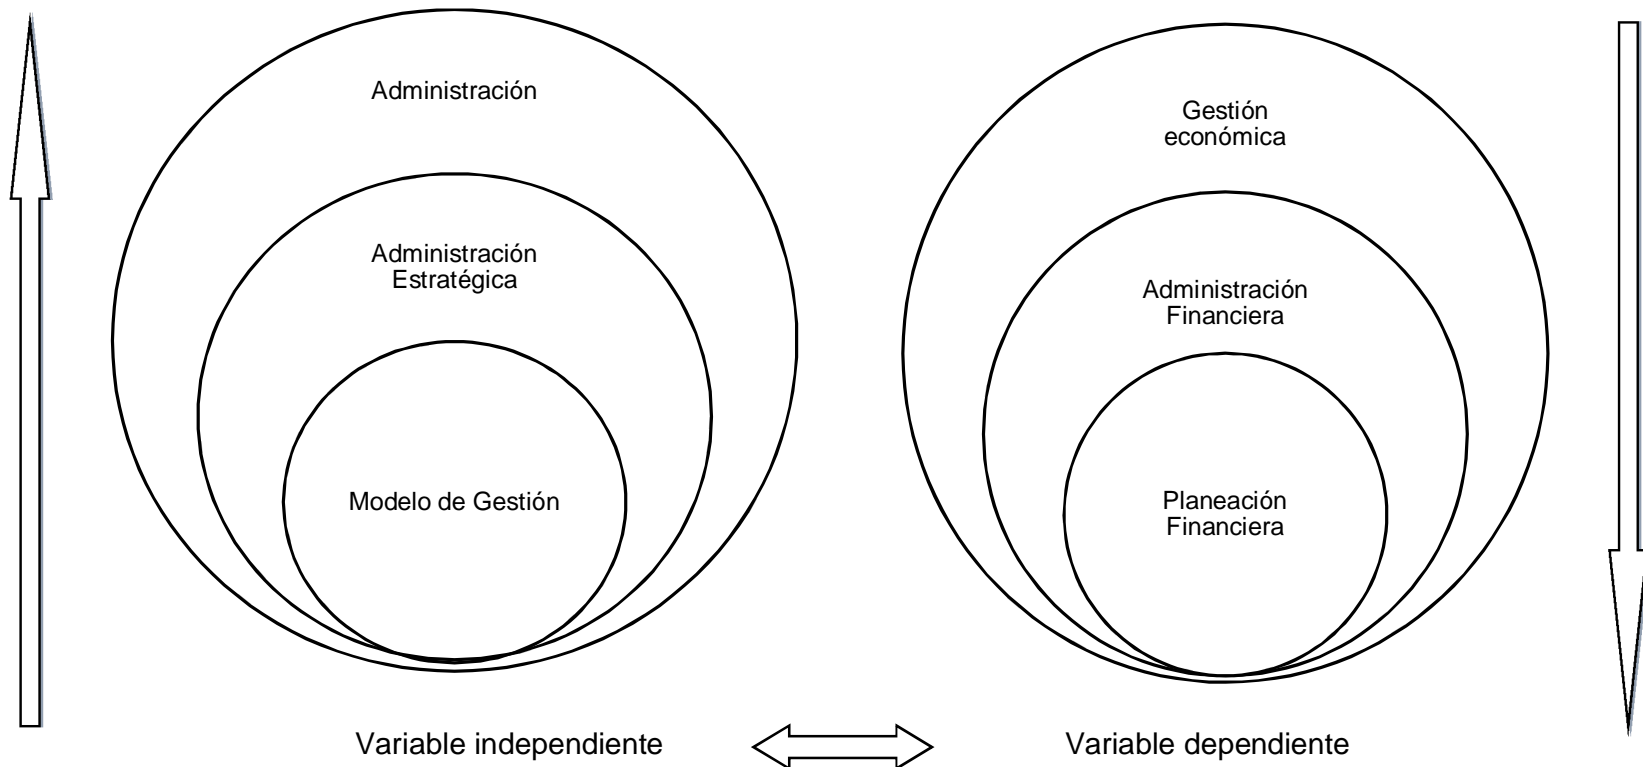 Administración
Administración
Estratégica
Modelo de Gestión
Gestión
económica
Administración
Financiera
Planeación
Financiera
Variable independiente
Variable dependiente